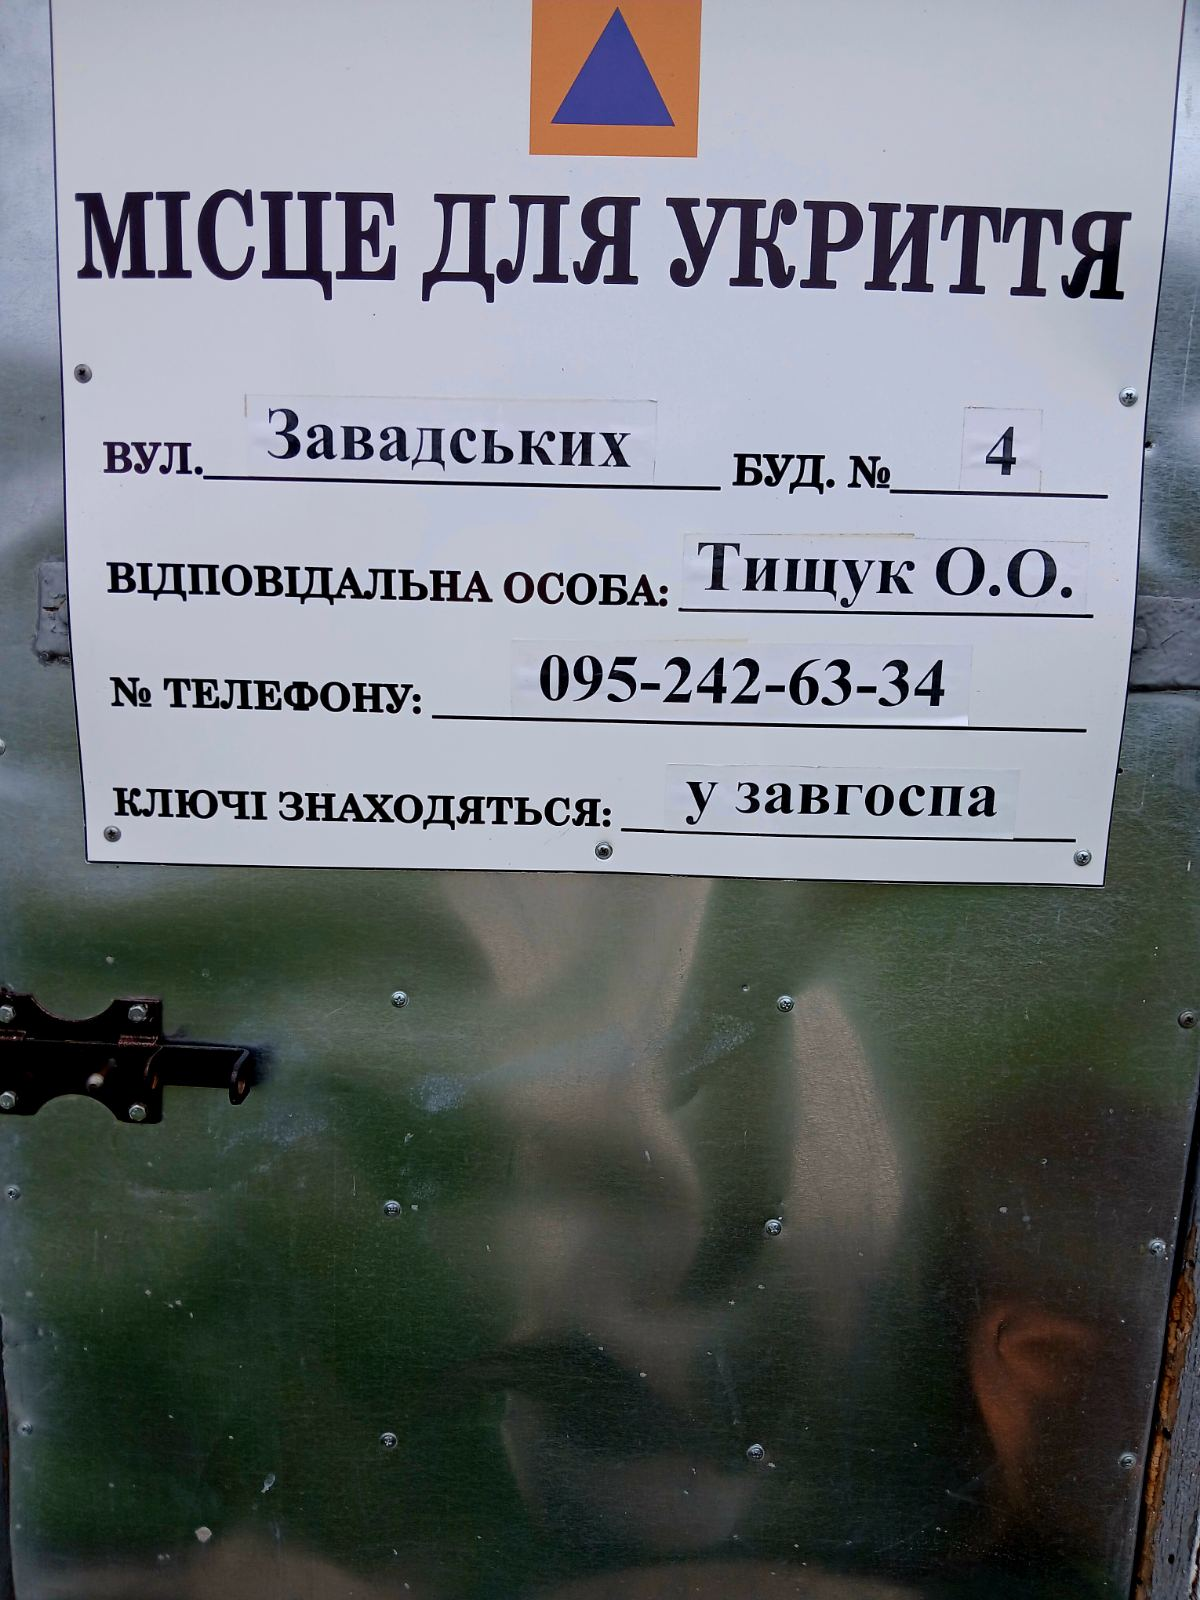 МІСЦЕ ДЛЯ УКРИТТЯ
ВУЛ. Завадських БУД. № 4
ВІДПОВІДАЛЬНА ОСОБА: Тищук О.О.
№ ТЕЛЕФОНУ: 095-242-63-34
КЛЮЧІ ЗНАХОДЯТЬСЯ: у завгоспа